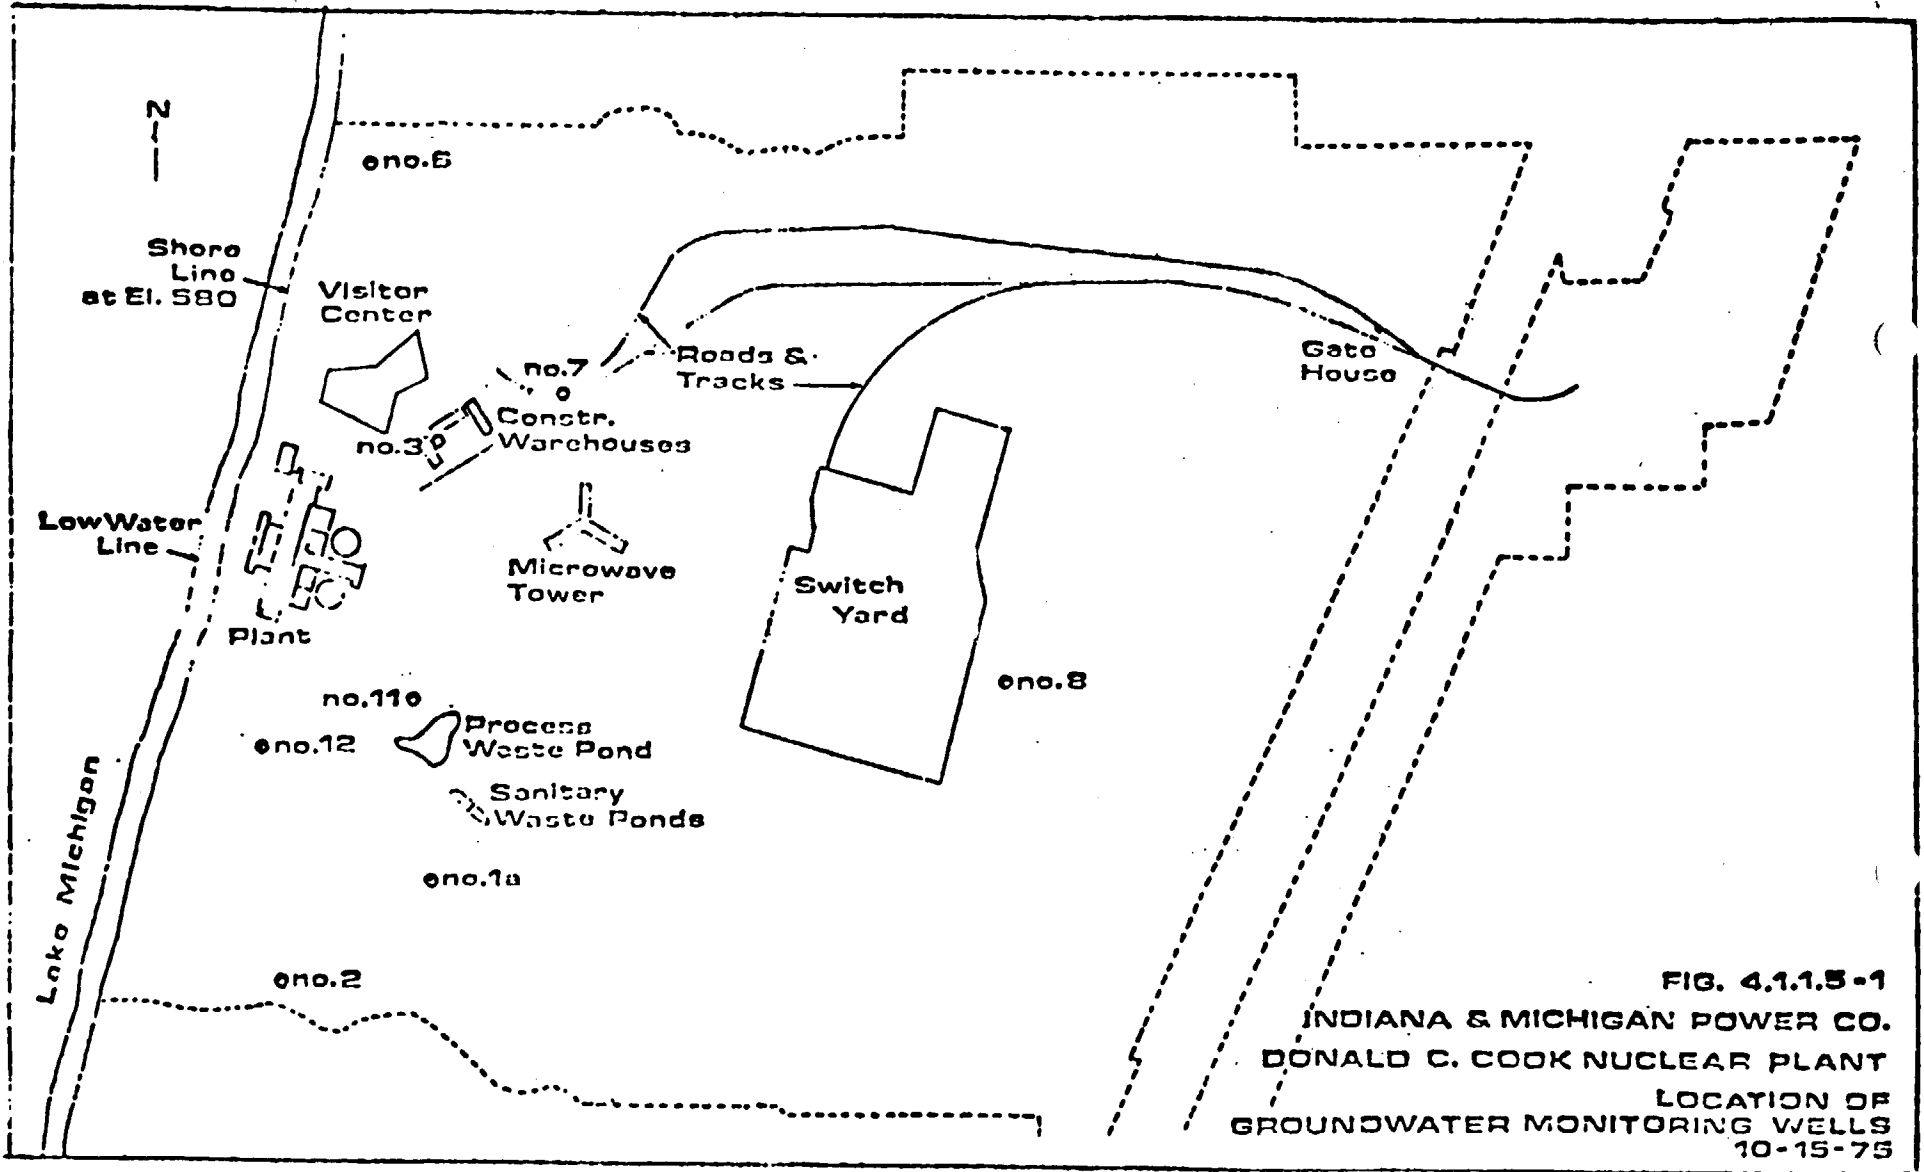 N
no.6
Shore
Line
at El. 580
Visitor
Center
no.7
Roads &
Tracks
Gate
House
Constr.
Warehouses
no.3
Low Water
Line
Microwave
Tower
Switch
Yard
Plant
no.8
no.11
Process
Waste Pond
no.12
Sanitary
Waste Ponds
Lake Michigan
no.1a
no.2
FIG. 4.1.1.5-1
INDIANA & MICHIGAN POWER CO.
DONALD C. COOK NUCLEAR PLANT
LOCATION OF
GROUNDWATER MONITORING WELLS
10-15-75